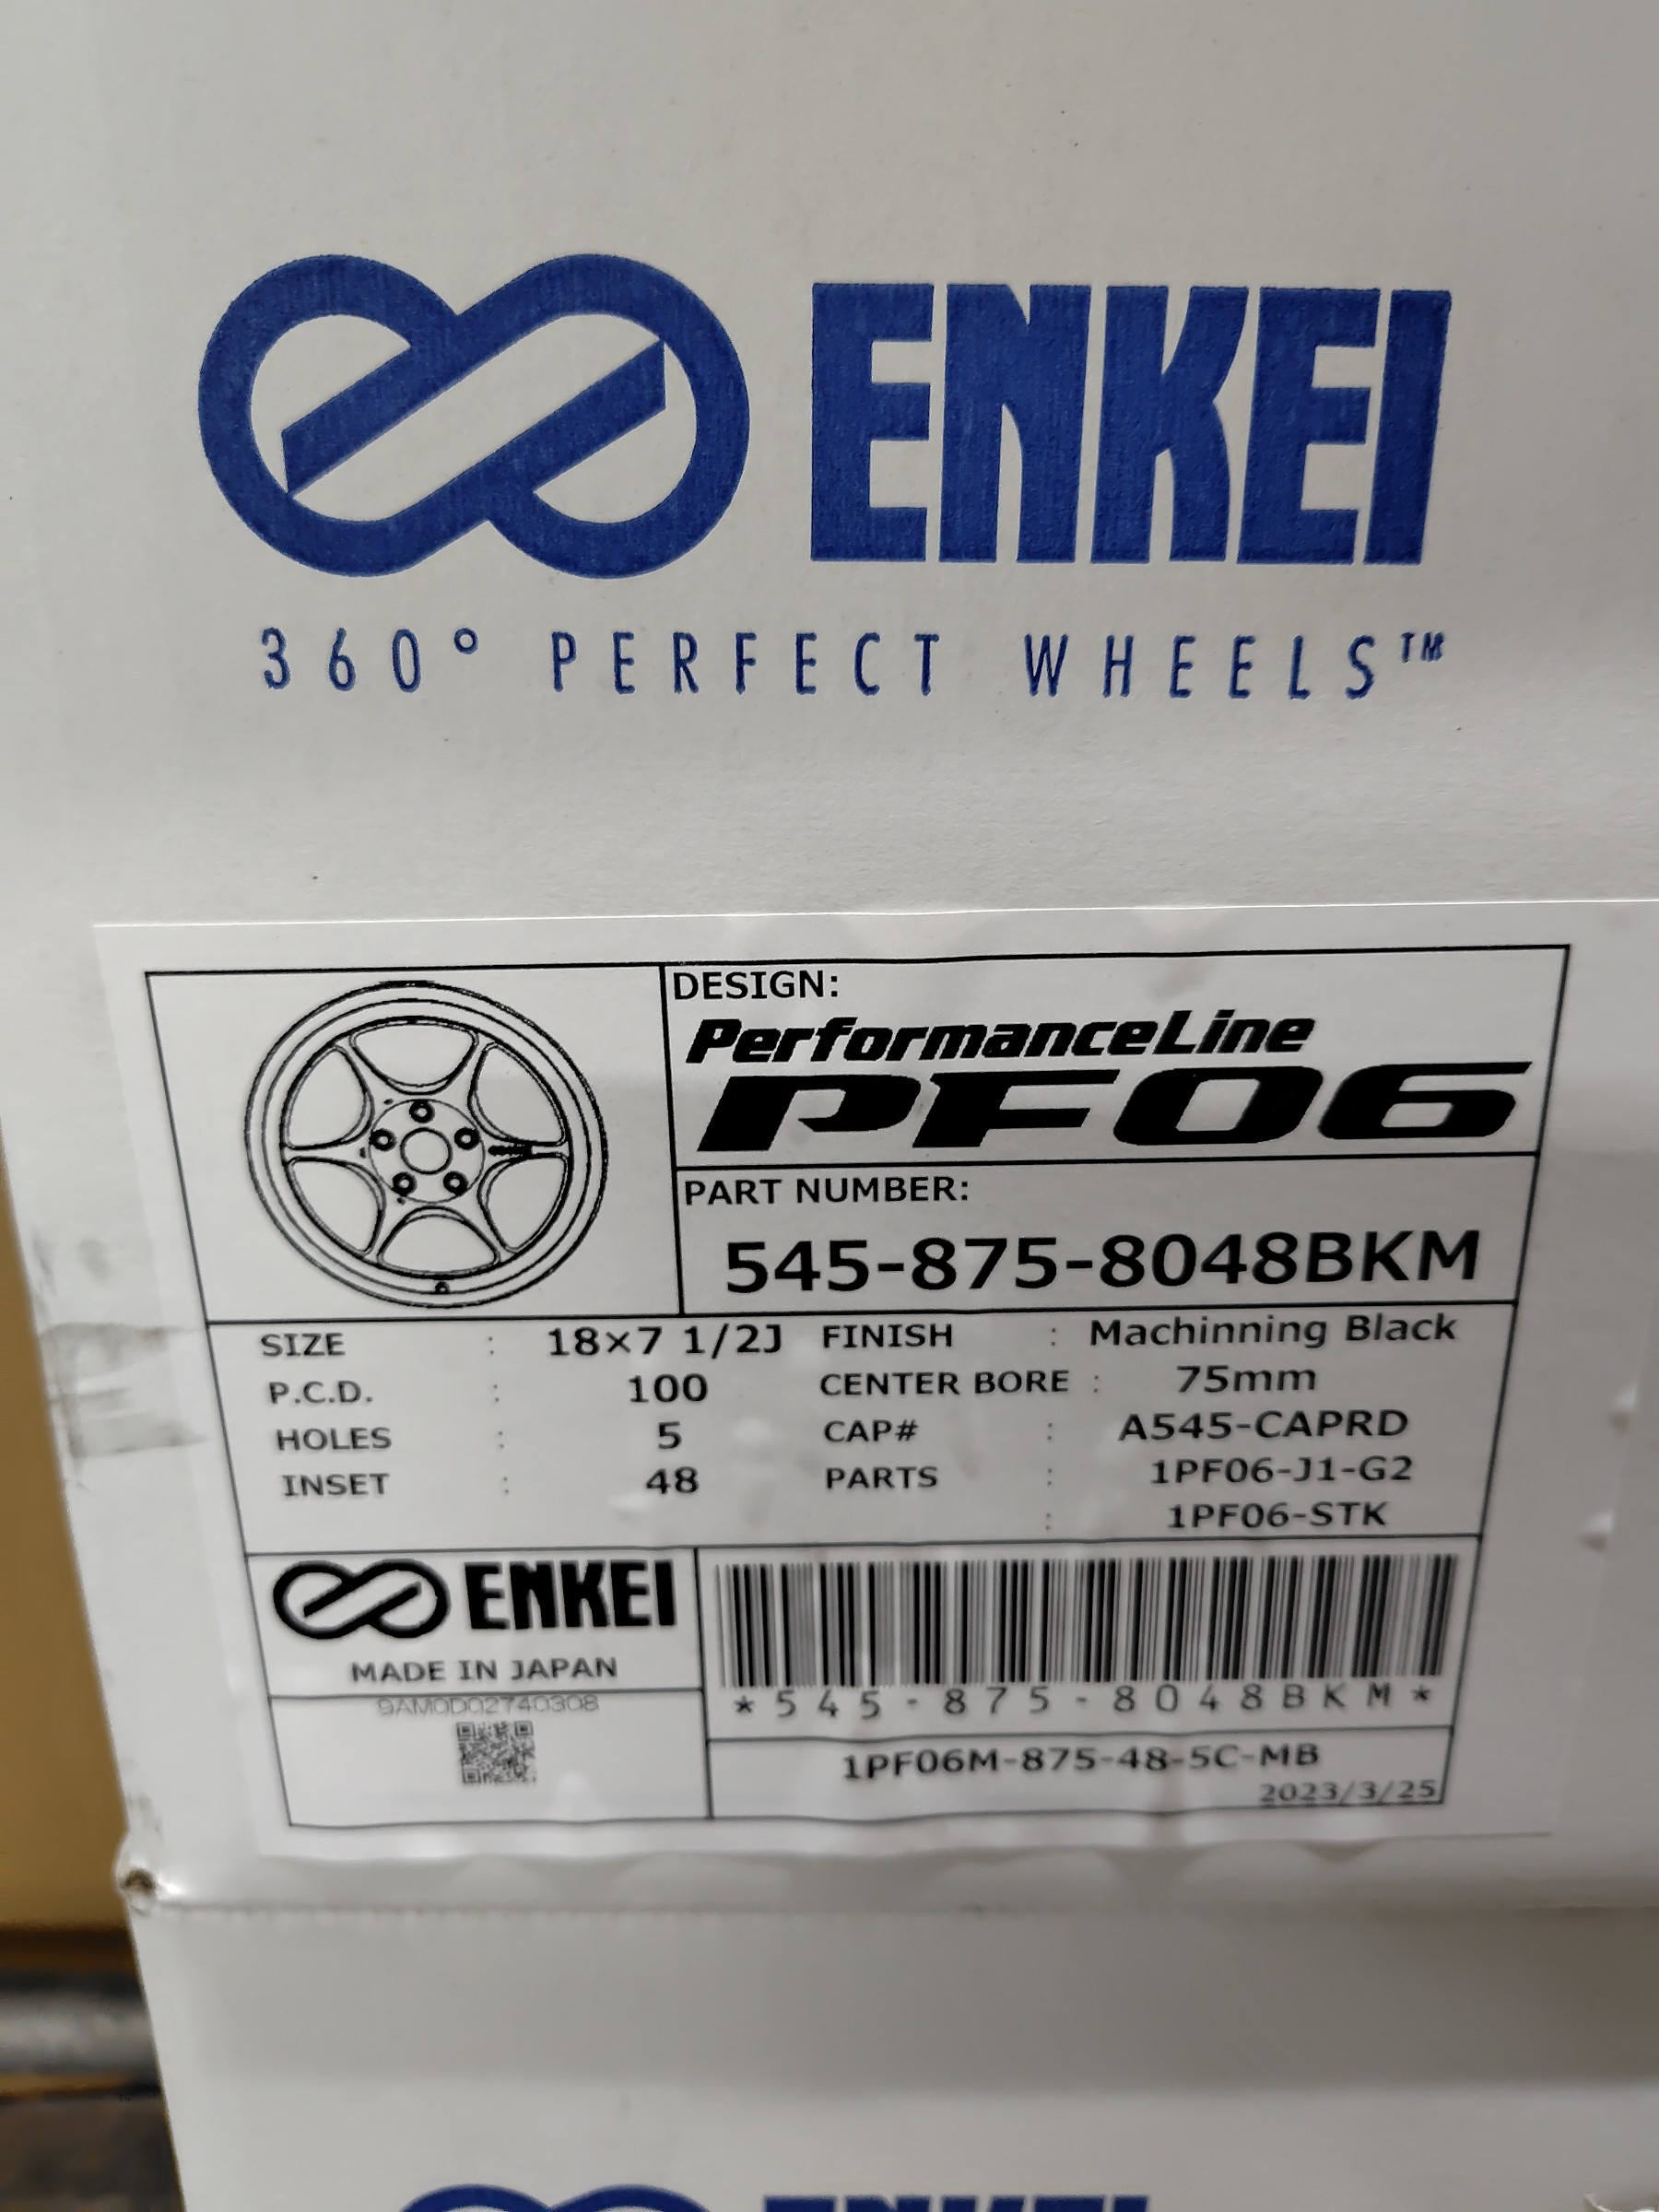 ENKEI
360° PERFECT WHEELS™
DESIGN:
PerformanceLine
PF06
PART NUMBER:
545-875-8048BKM
SIZE : 18×7 1/2J FINISH : Machinning Black
P.C.D. : 100 CENTER BORE : 75mm
HOLES : 5 CAP# : A545-CAPRD
INSET : 48 PARTS : 1PF06-J1-G2
: 1PF06-STK
ENKEI
MADE IN JAPAN
9AM0D02740308
*545-875-8048BKM*
1PF06M-875-48-5C-MB
2023/3/25